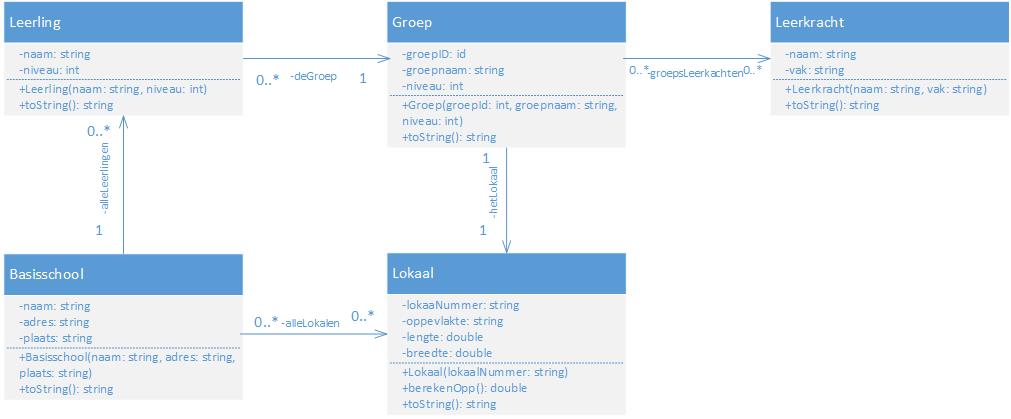 Leerling
-naam: string
-niveau: int
+Leerling(naam: string, niveau: int)
+toString(): string
0..* -deGroep 1
Groep
-groepID: id
-groepnaam: string
-niveau: int
+Groep(groepId: int, groepnaam: string,
niveau: int)
+toString(): string
0..* -groepsLeerkachten 0..*
Leerkracht
-naam: string
-vak: string
+Leerkracht(naam: string, vak: string)
+toString(): string
0..*
-alleLeerlingen
1
1
-hetLokaal
1
Basisschool
-naam: string
-adres: string
-plaats: string
+Basisschool(naam: string, adres: string,
plaats: string)
+toString(): string
0..* -alleLokalen 0..*
Lokaal
-lokaaNummer: string
-oppevlakte: string
-lengte: double
-breedte: double
+Lokaal(lokaalNummer: string)
+berekenOpp(): double
+toString(): string